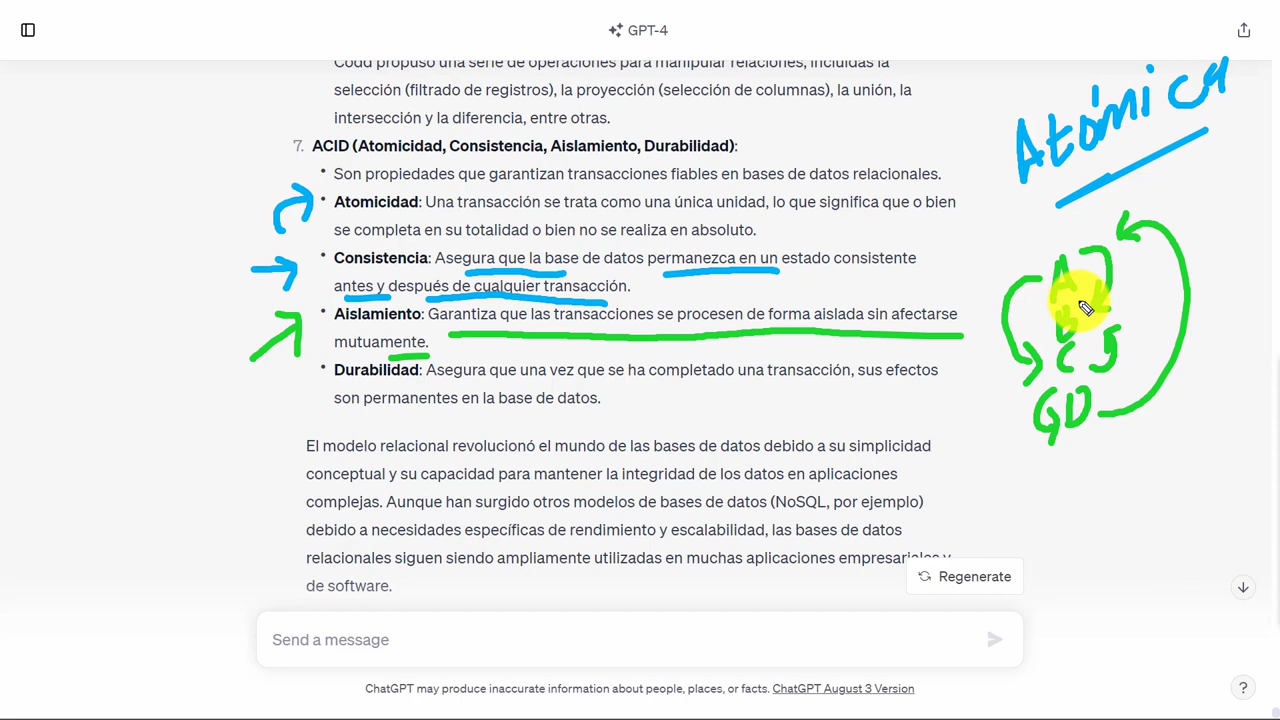 GPT-4
Codd propuso una serie de operaciones para manipular relaciones, incluidas la
selección (filtrado de registros), la proyección (selección de columnas), la unión, la
intersección y la diferencia, entre otras.
Atómica
7. ACID (Atomicidad, Consistencia, Aislamiento, Durabilidad):
• Son propiedades que garantizan transacciones fiables en bases de datos relacionales.
• Atomicidad: Una transacción se trata como una única unidad, lo que significa que o bien
se completa en su totalidad o bien no se realiza en absoluto.
• Consistencia: Asegura que la base de datos permanezca en un estado consistente
antes y después de cualquier transacción.
• Aislamiento: Garantiza que las transacciones se procesen de forma aislada sin afectarse
mutuamente.
• Durabilidad: Asegura que una vez que se ha completado una transacción, sus efectos
son permanentes en la base de datos.
A
B
C
D
El modelo relacional revolucionó el mundo de las bases de datos debido a su simplicidad
conceptual y su capacidad para mantener la integridad de los datos en aplicaciones
complejas. Aunque han surgido otros modelos de bases de datos (NoSQL, por ejemplo)
debido a necesidades específicas de rendimiento y escalabilidad, las bases de datos
relacionales siguen siendo ampliamente utilizadas en muchas aplicaciones empresariales y
de software.
Regenerate
Send a message
ChatGPT may produce inaccurate information about people, places, or facts. ChatGPT August 3 Version
?